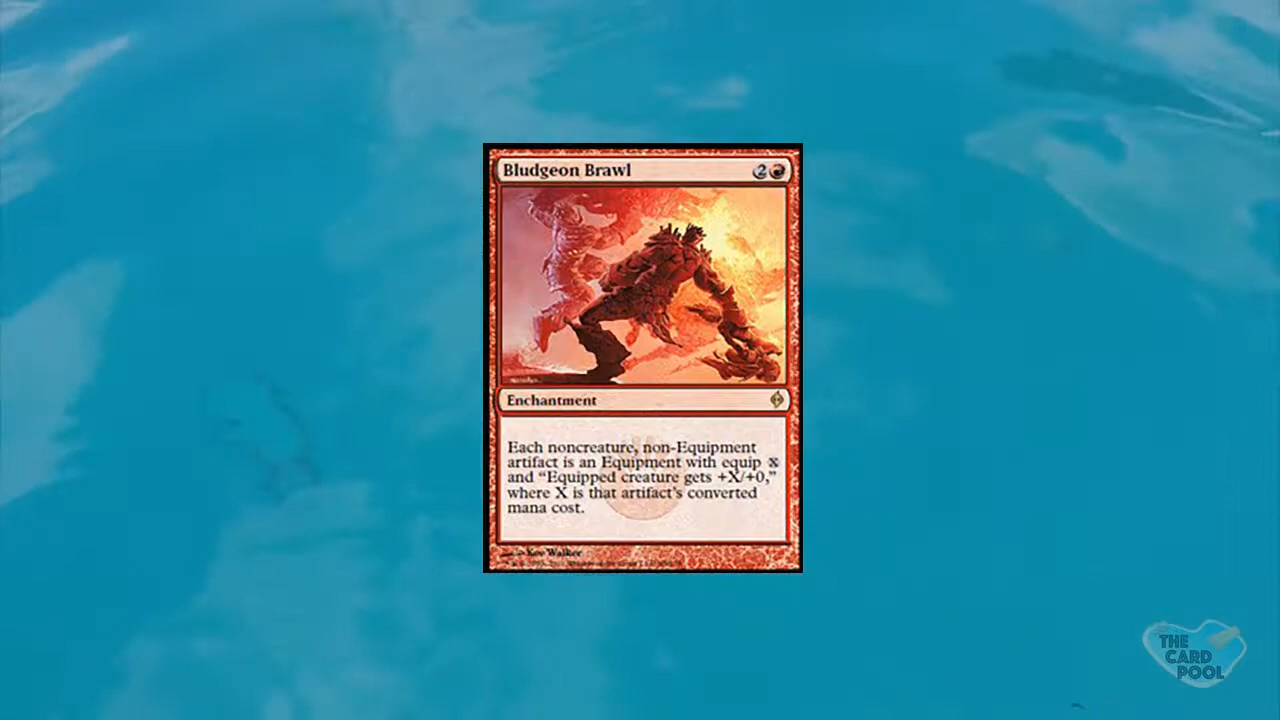 Bludgeon Brawl 2
Enchantment
Each noncreature, non-Equipment
artifact is an Equipment with equip X
and “Equipped creature gets +X/+0,”
where X is that artifact’s converted
mana cost.
Kev Walker
THE
CARD
POOL